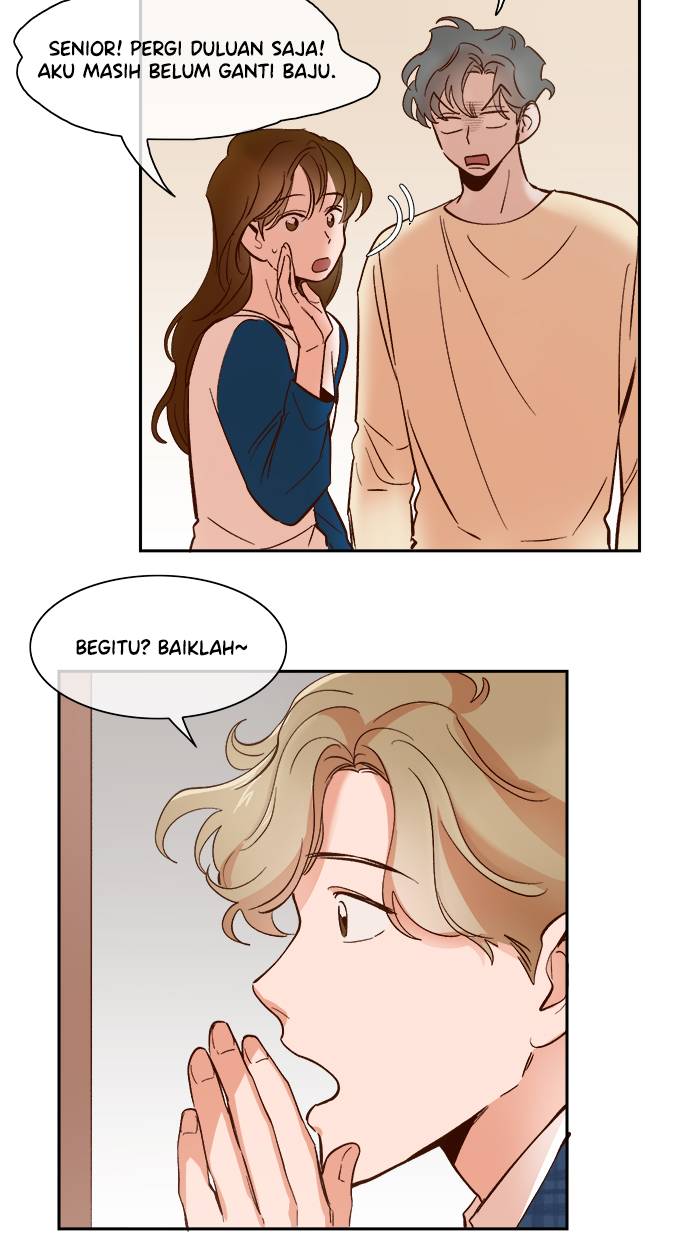 SENIOR! PERGI DULUAN SAJA!
AKU MASIH BELUM GANTI BAJU.
BEGITU? BAIKLAH~